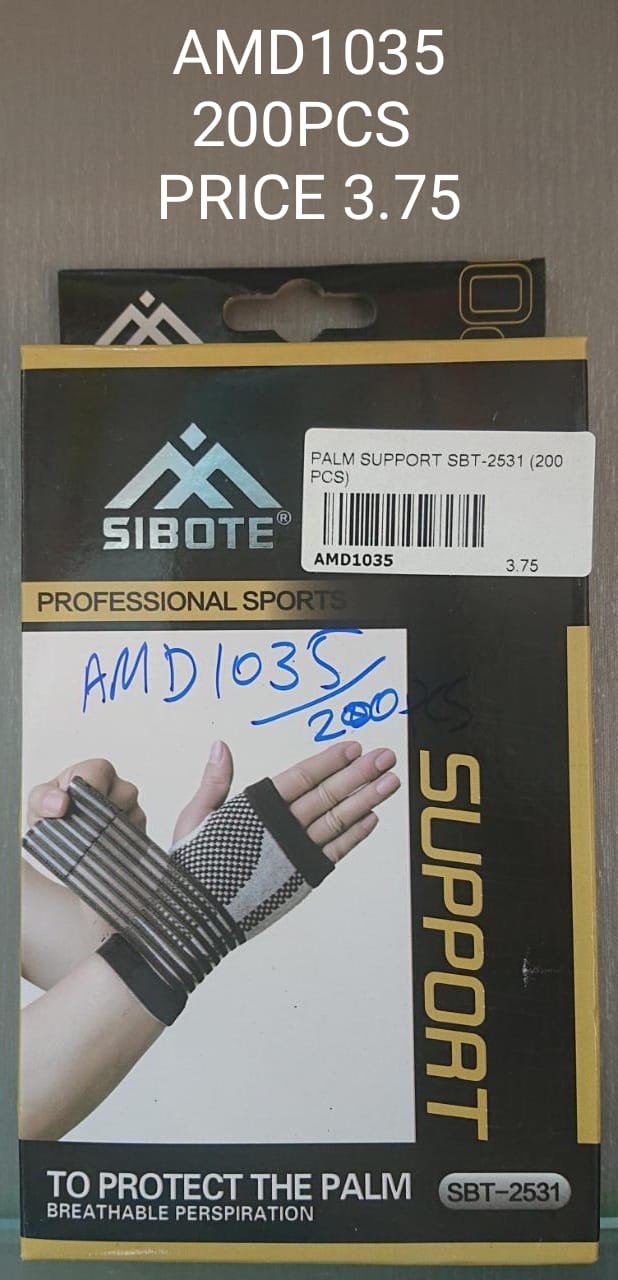 AMD1035
200PCS
PRICE 3.75
SIBOTE®
PALM SUPPORT SBT-2531 (200
PCS)
AMD1035
3.75
PROFESSIONAL SPORTS
AMD1035/
200PCS
SUPPORT
TO PROTECT THE PALM
BREATHABLE PERSPIRATION
SBT-2531